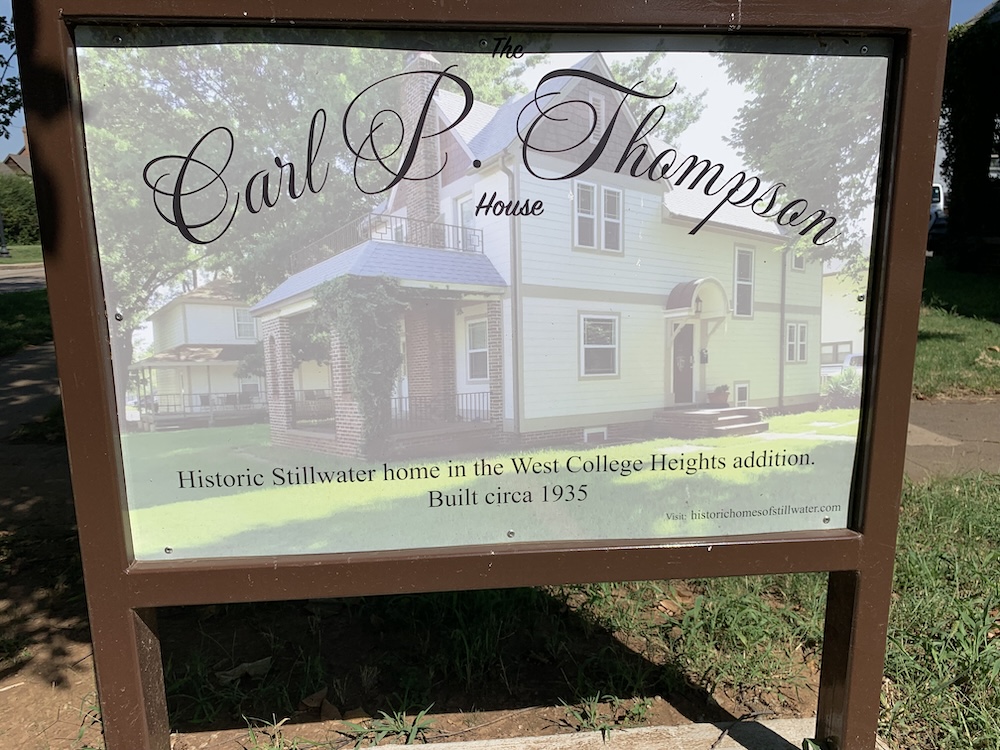 The
Carl P. Thompson
House
Historic Stillwater home in the West College Heights addition.
Built circa 1935
Visit: historichomesofstillwater.com